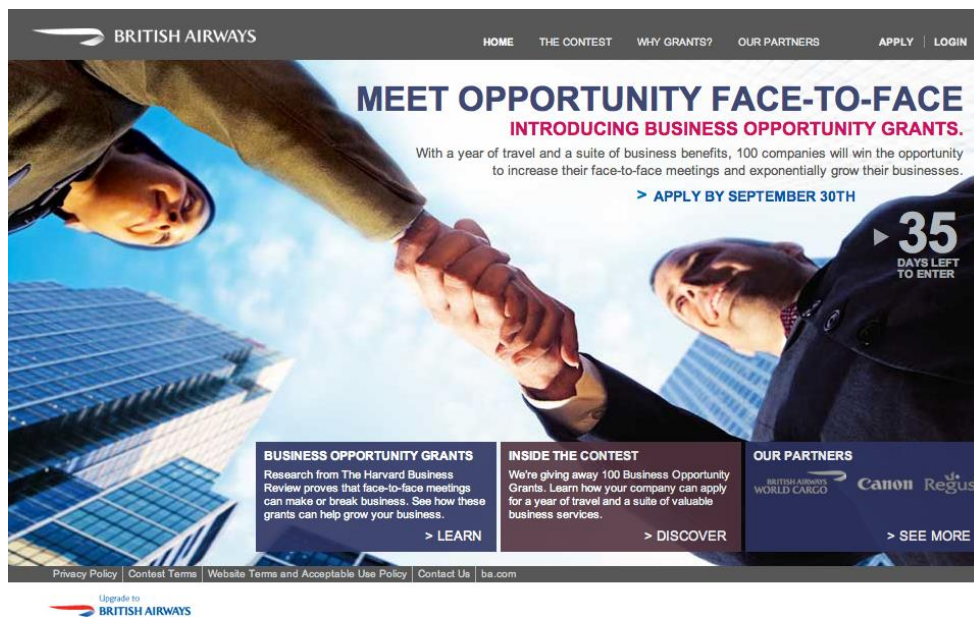 BRITISH AIRWAYS
HOME THE CONTEST WHY GRANTS? OUR PARTNERS APPLY | LOGIN
MEET OPPORTUNITY FACE-TO-FACE
INTRODUCING BUSINESS OPPORTUNITY GRANTS.
With a year of travel and a suite of business benefits, 100 companies will win the opportunity
to increase their face-to-face meetings and exponentially grow their businesses.
> APPLY BY SEPTEMBER 30TH
35
DAYS LEFT
TO ENTER
BUSINESS OPPORTUNITY GRANTS
Research from The Harvard Business
Review proves that face-to-face meetings
can make or break business. See how these
grants can help grow your business.
> LEARN
INSIDE THE CONTEST
We're giving away 100 Business Opportunity
Grants. Learn how your company can apply
for a year of travel and a suite of valuable
business services.
> DISCOVER
OUR PARTNERS
BRITISH AIRWAYS
WORLD CARGO
Canon
Regus
> SEE MORE
Privacy Policy | Contest Terms | Website Terms and Acceptable Use Policy | Contact Us | ba.com
Upgrade to
BRITISH AIRWAYS